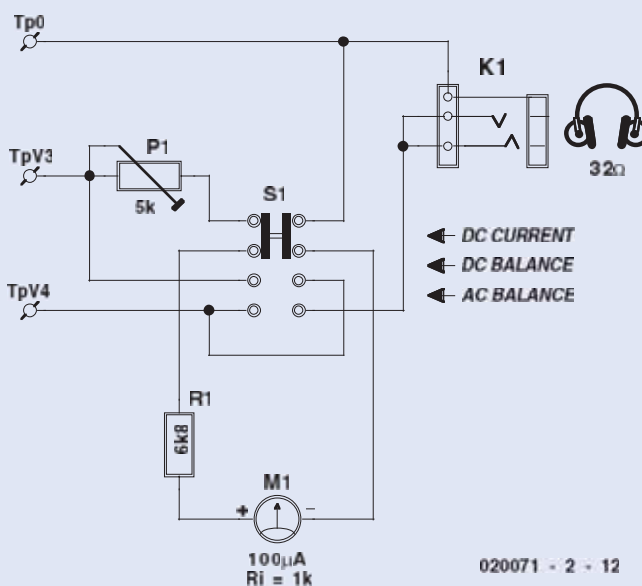 Tp0
K1
TpV3
P1
5k
S1
32Ω
DC CURRENT
DC BALANCE
AC BALANCE
TpV4
R1
6k8
M1
+
–
100µA
Ri = 1k
020071 - 2 - 12